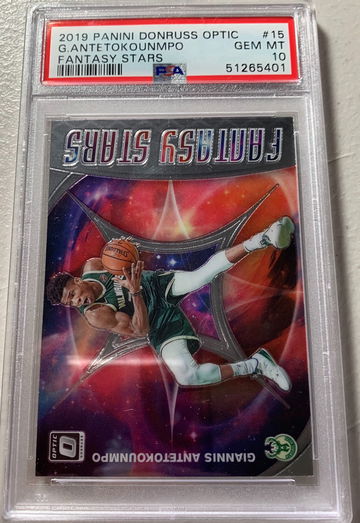 2019 PANINI DONRUSS OPTIC #15
G.ANTETOKOUNMPO GEM MT
FANTASY STARS 10
PSA 51265401
FANTASY STARS
GIANNIS ANTETOKOUNMPO
OPTIC